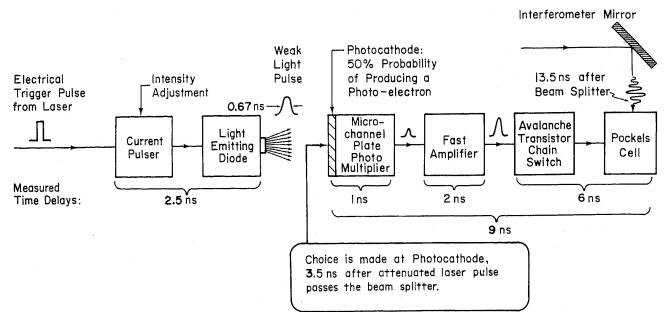 Interferometer Mirror
Weak
Light
Pulse
Photocathode:
50% Probability
of Producing a
Photo-electron
Electrical
Trigger Pulse
from Laser
Intensity
Adjustment
0.67 ns
13.5 ns after
Beam Splitter
Current
Pulser
Light
Emitting
Diode
Micro-
channel
Plate
Photo
Multiplier
Fast
Amplifier
Avalanche
Transistor
Chain
Switch
Pockels
Cell
Measured
Time Delays:
2.5 ns
1 ns
2 ns
6 ns
9 ns
Choice is made at Photocathode,
3.5 ns after attenuated laser pulse
passes the beam splitter.